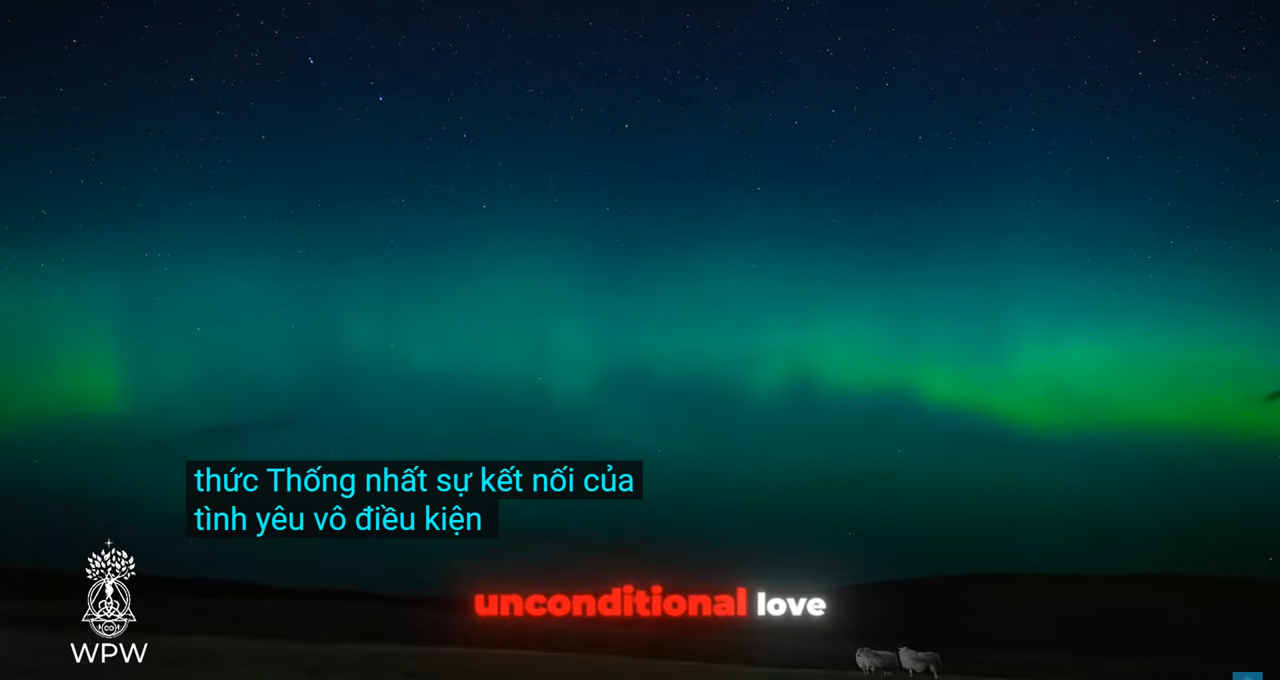 thức Thống nhất sự kết nối của
tình yêu vô điều kiện
unconditional love
WPW